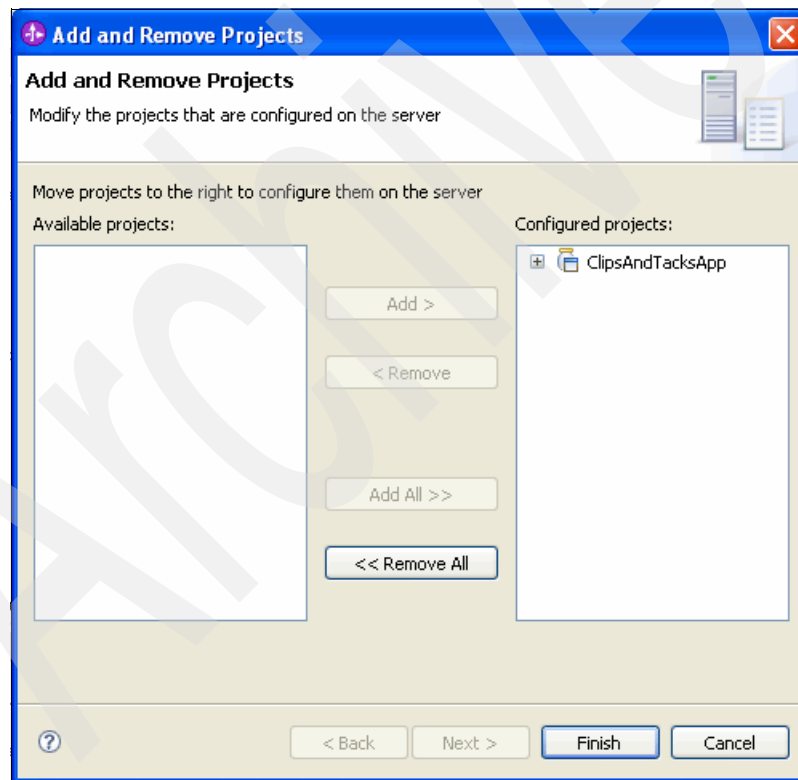 Add and Remove Projects
Add and Remove Projects
Modify the projects that are configured on the server
Move projects to the right to configure them on the server
Available projects:
Configured projects:
ClipsAndTacksApp
Add >
< Remove
Add All >>
<< Remove All
?
< Back
Next >
Finish
Cancel
Archive